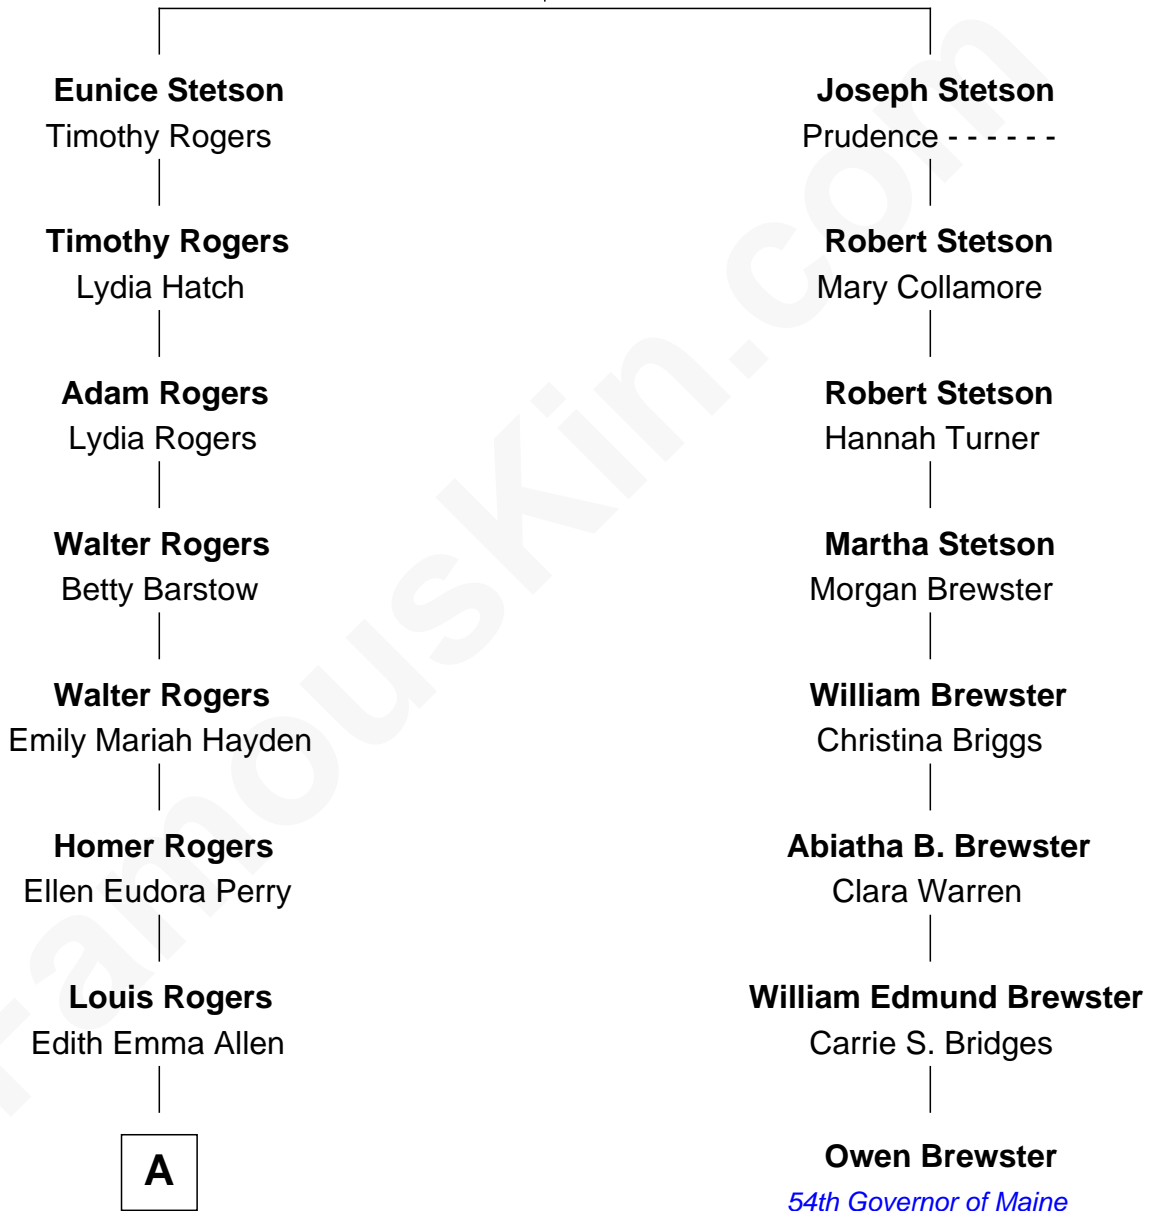 Eunice Stetson
Timothy Rogers
Timothy Rogers
Lydia Hatch
Adam Rogers
Lydia Rogers
Walter Rogers
Betty Barstow
Walter Rogers
Emily Mariah Hayden
Homer Rogers
Ellen Eudora Perry
Louis Rogers
Edith Emma Allen
A
Joseph Stetson
Prudence - - - - - -
Robert Stetson
Mary Collamore
Robert Stetson
Hannah Turner
Martha Stetson
Morgan Brewster
William Brewster
Christina Briggs
Abiatha B. Brewster
Clara Warren
William Edmund Brewster
Carrie S. Bridges
Owen Brewster
54th Governor of Maine
FamousKin.com